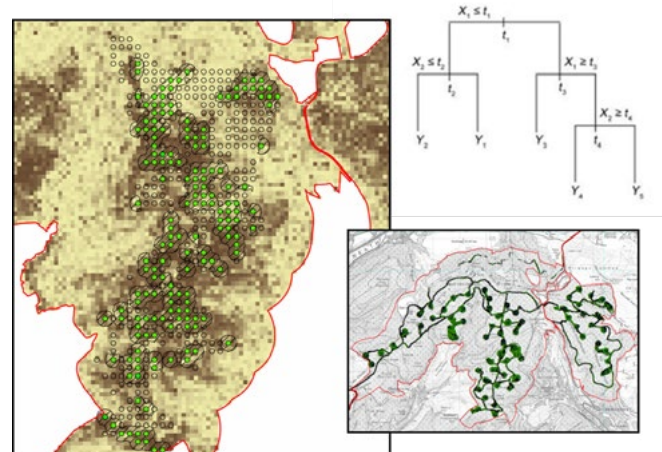 X₁ ≤ t₁
t₁
X₂ ≤ t₂
X₁ ≥ t₃
t₂
t₃
X₂ ≥ t₄
t₄
Y₂ Y₁ Y₃
Y₄ Y₅